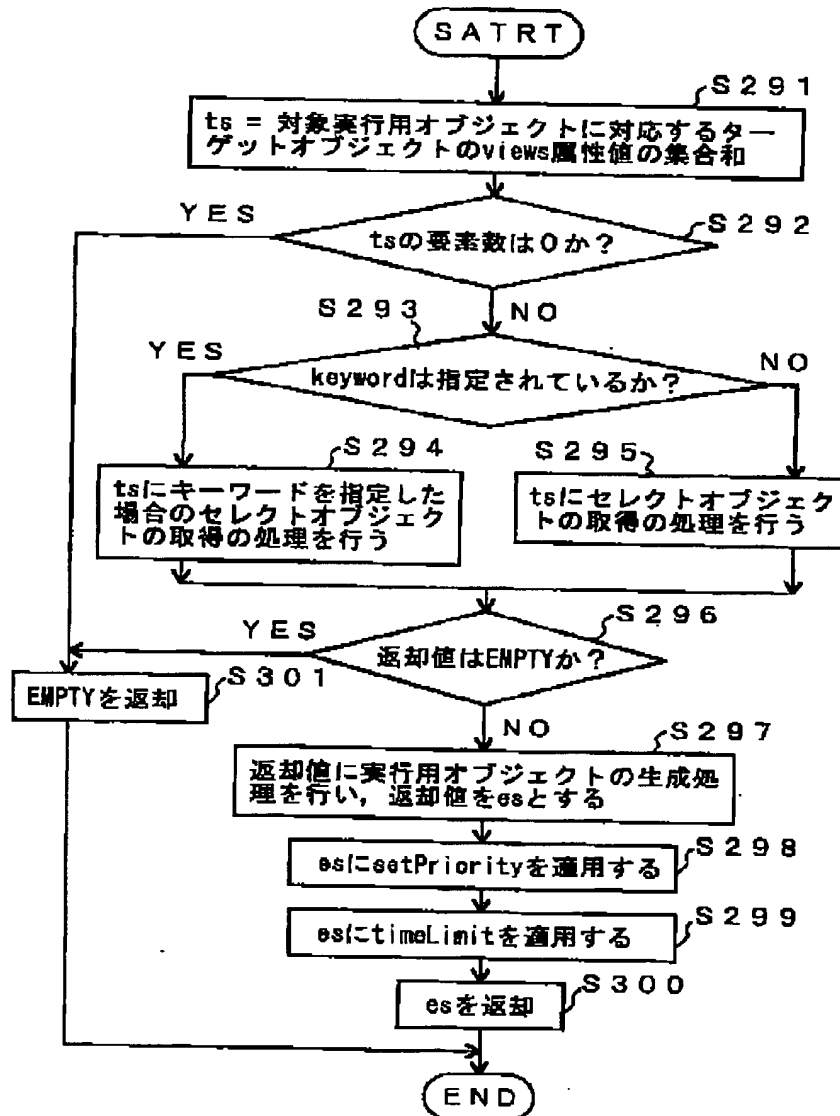 SATRT
S291
ts = 対象実行用オブジェクトに対応するター
ゲットオブジェクトのviews属性値の集合和
YES
S292
tsの要素数は0か?
NO
S293
YES
NO
keywordは指定されているか?
S294
S295
tsにキーワードを指定した
場合のセレクトオブジェク
トの取得の処理を行う
tsにセレクトオブジェク
トの取得の処理を行う
S296
YES
返却値はEMPTYか?
S301
EMPTYを返却
NO
S297
返却値に実行用オブジェクトの生成処
理を行い,返却値をesとする
S298
esにsetPriorityを適用する
S299
esにtimeLimitを適用する
S300
esを返却
END